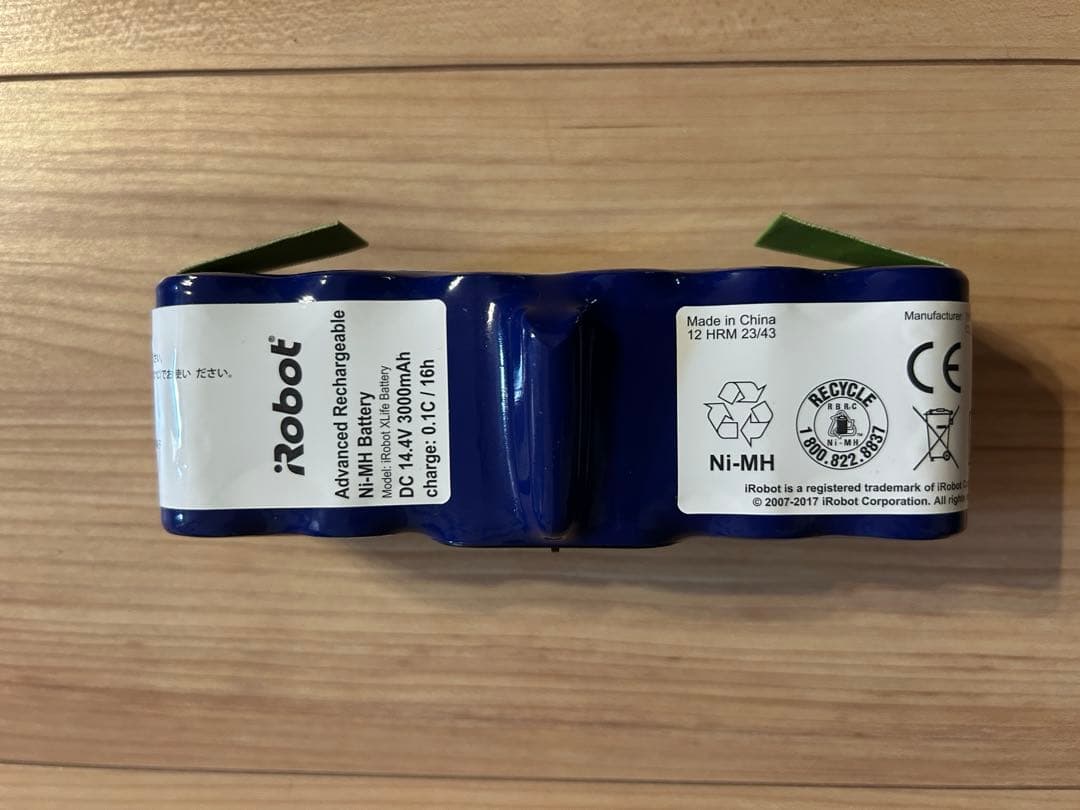 ださい。
iRobot®
Advanced Rechargeable
Ni-MH Battery
Model: iRobot XLife Battery
DC 14.4V 3000mAh
charge: 0.1C / 16h
Made in China
12 HRM 23/43
Ni-MH
RECYCLE
RBRC
Ni-MH
1.800.822.8837
Manufacturer:
CE
iRobot is a registered trademark of iRobot
© 2007-2017 iRobot Corporation. All